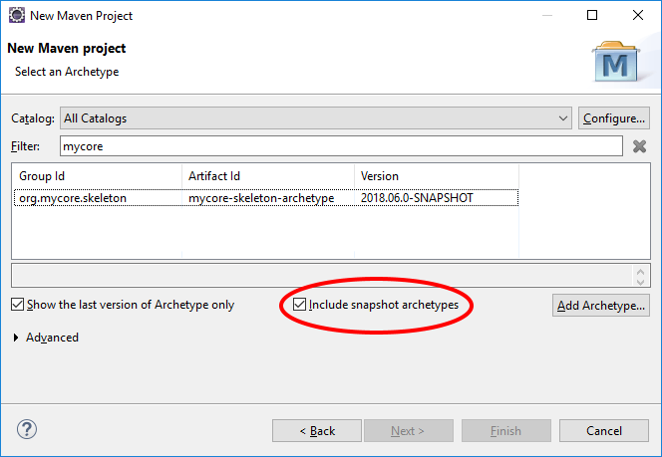 New Maven Project
New Maven project
Select an Archetype
M
Catalog: All Catalogs Configure...
Filter: mycore
Group Id Artifact Id Version
org.mycore.skeleton mycore-skeleton-archetype 2018.06.0-SNAPSHOT
Show the last version of Archetype only Include snapshot archetypes Add Archetype...
Advanced
? < Back Next > Finish Cancel